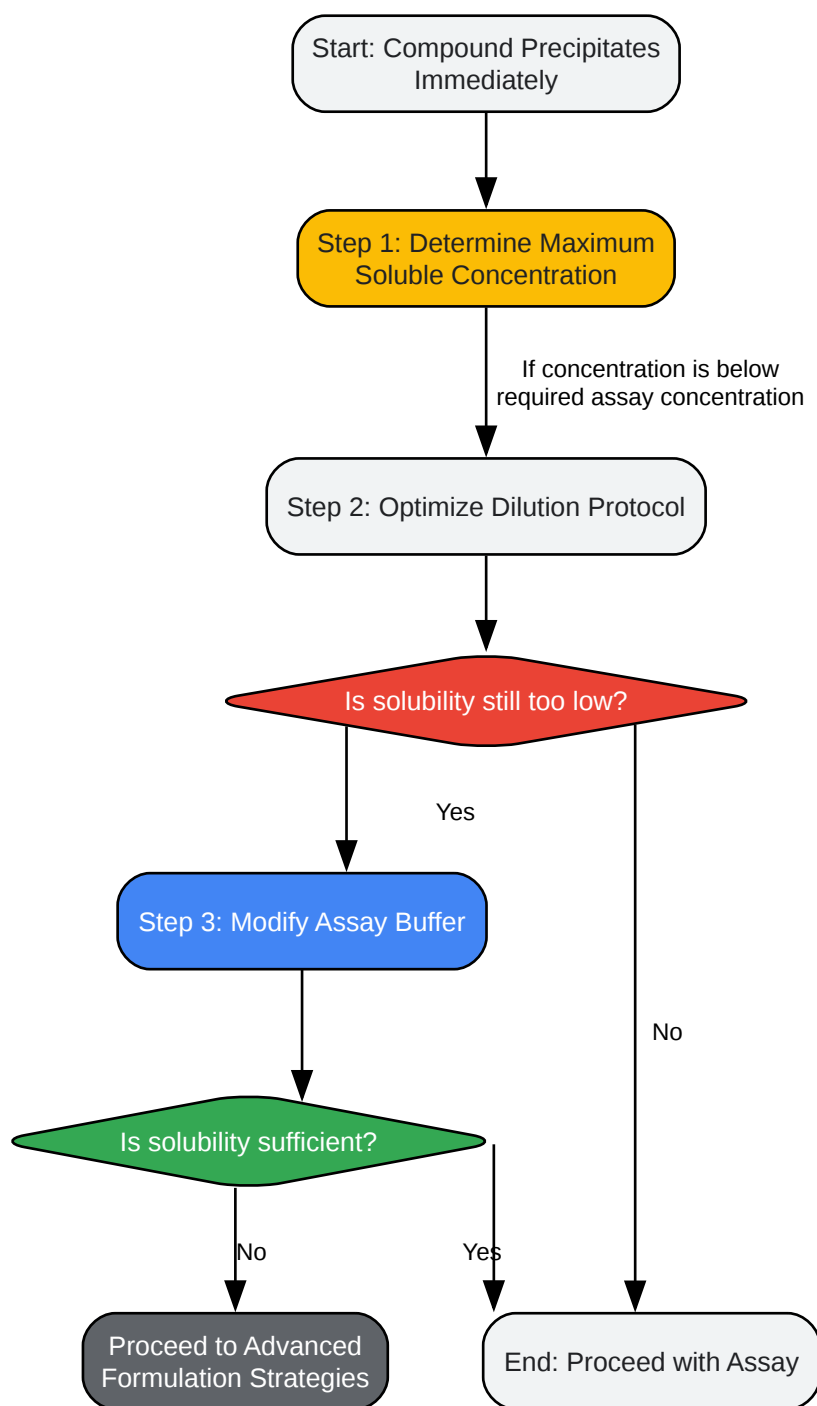 Start: Compound Precipitates
Immediately
Step 1: Determine Maximum
Soluble Concentration
If concentration is below
required assay concentration
Step 2: Optimize Dilution Protocol
Is solubility still too low?
Yes
Step 3: Modify Assay Buffer
No
Is solubility sufficient?
No
Yes
Proceed to Advanced
Formulation Strategies
End: Proceed with Assay